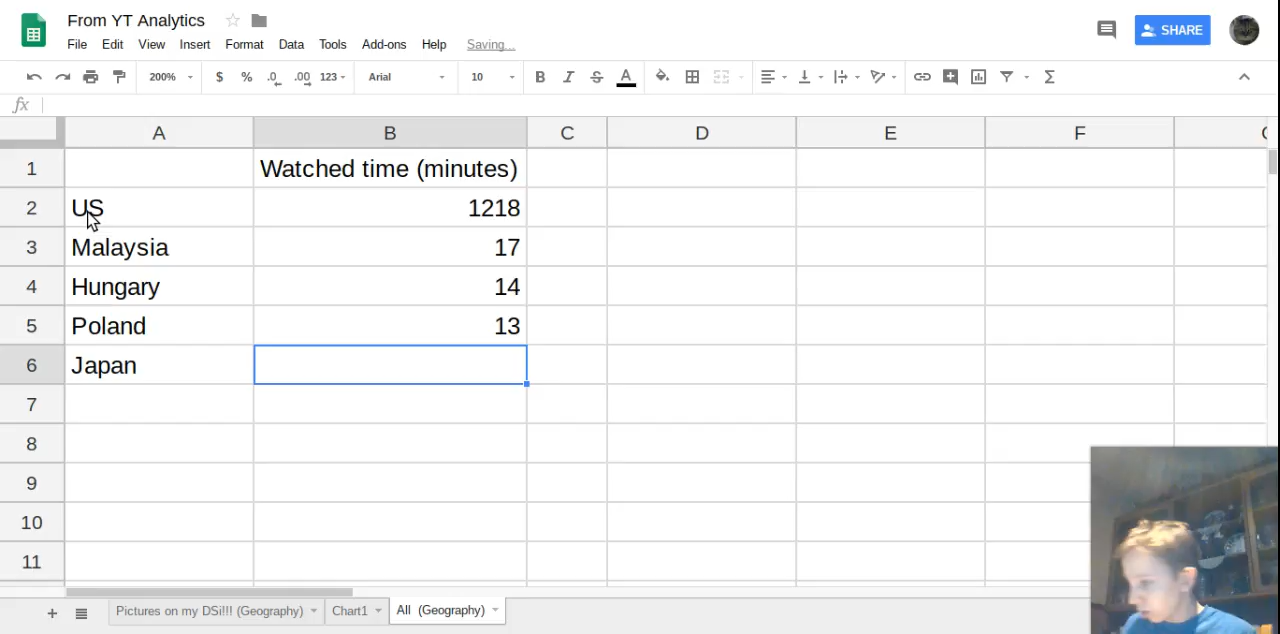 From YT Analytics
File Edit View Insert Format Data Tools Add-ons Help Saving...
SHARE
200% $ % .0 .00 123 Arial 10 B I S A Σ
fx
A B C D E F
1 Watched time (minutes)
2 US 1218
3 Malaysia 17
4 Hungary 14
5 Poland 13
6 Japan
7
8
9
10
11
+ Pictures on my DSi!!! (Geography) Chart1 All (Geography)